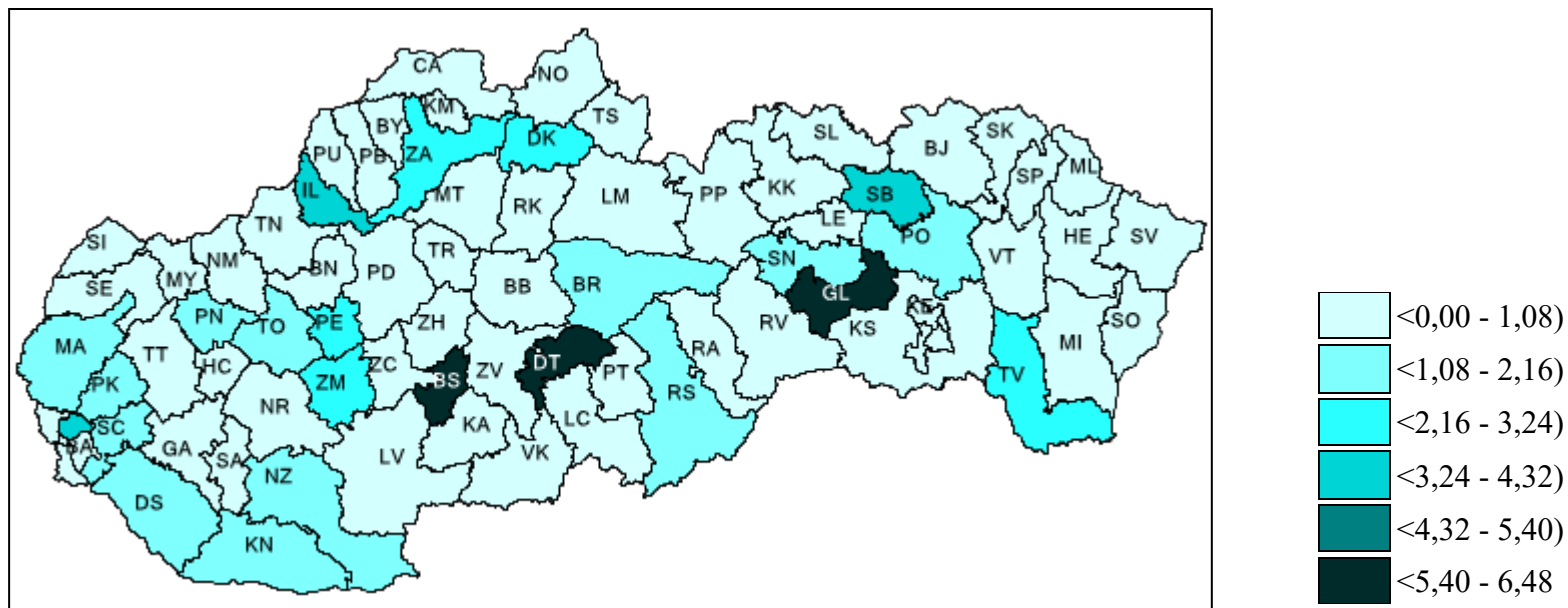 CA
NO
KM
TS
BY
DK
PU
PB
ZA
SL
BJ
SK
SP
ML
IL
MT
RK
LM
PP
KK
SB
LE
TN
SI
PO
HE
SV
VT
NM
BN
PD
TR
SN
MY
SE
BB
BR
GL
KE
PN
TO
PE
ZH
RV
KS
SO
MA
TT
HC
ZC
BS
ZV
DT
PT
RA
MI
PK
ZM
RS
TV
NR
SC
KA
LC
BA
GA
SA
LV
VK
NZ
DS
KN
<0,00 - 1,08)
<1,08 - 2,16)
<2,16 - 3,24)
<3,24 - 4,32)
<4,32 - 5,40)
<5,40 - 6,48